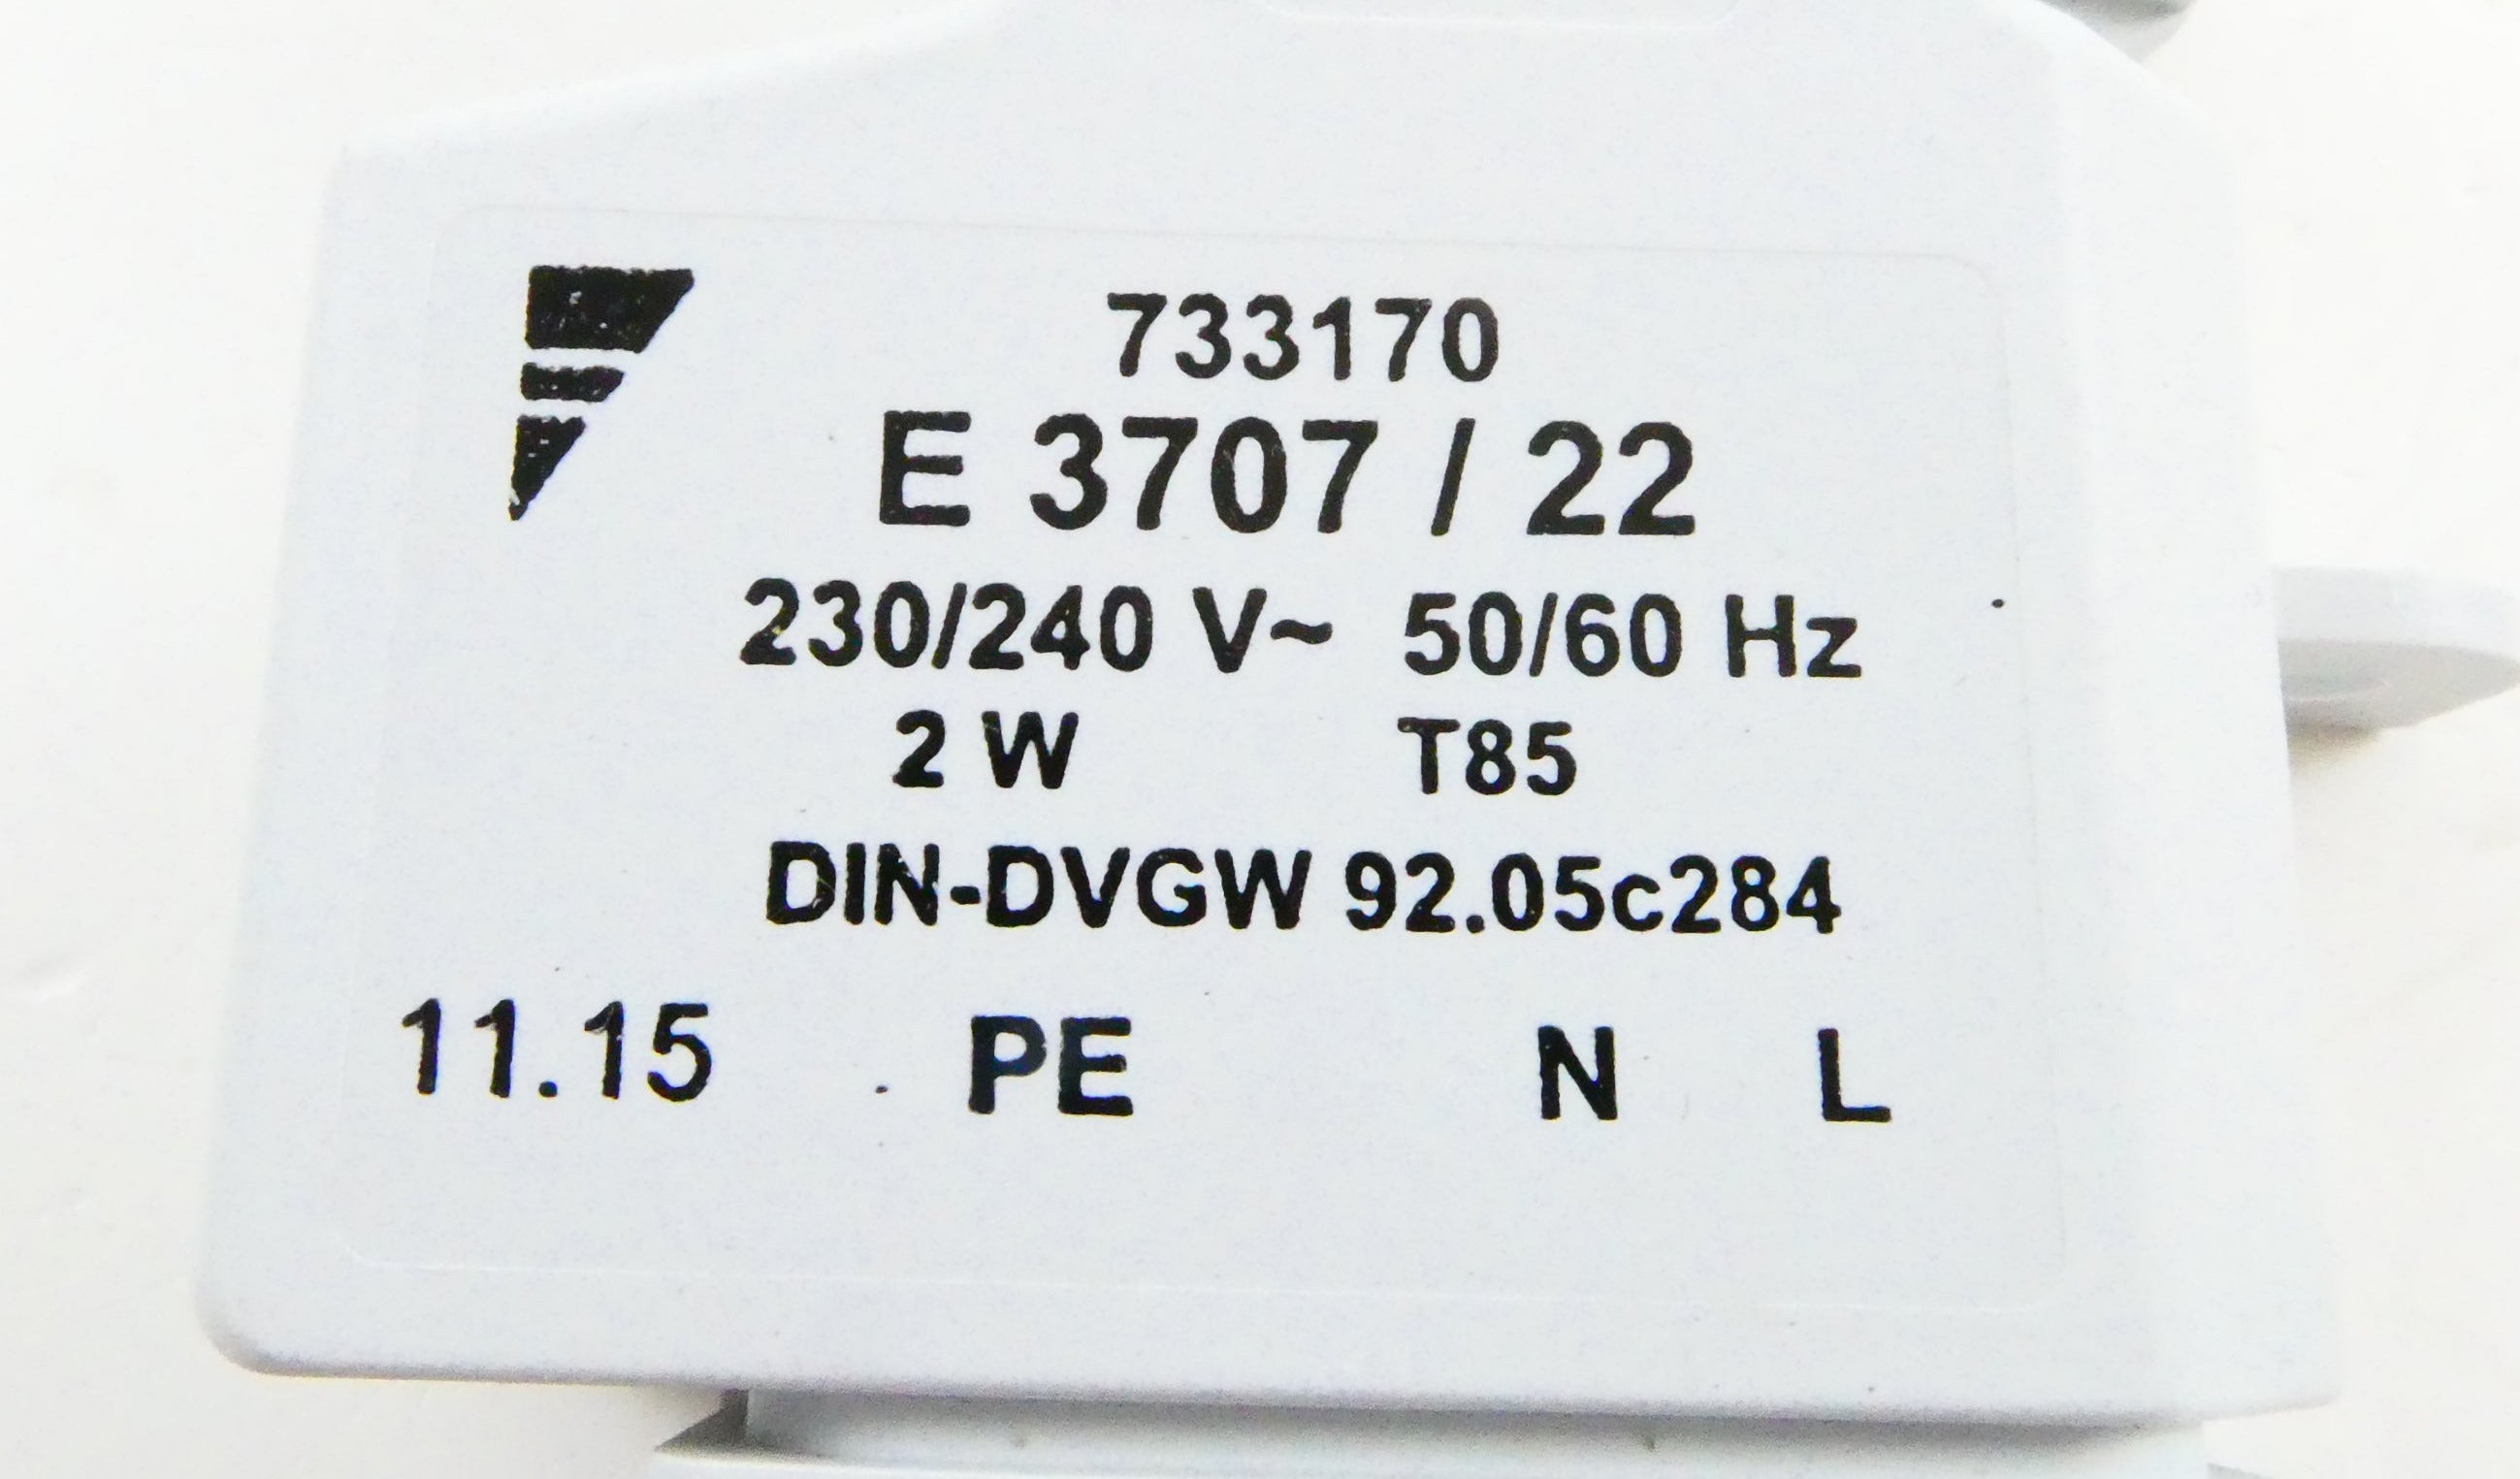 733170
E 3707 / 22
230/240 V~ 50/60 Hz
2 W T85
DIN-DVGW 92.05c284
11.15 PE N L